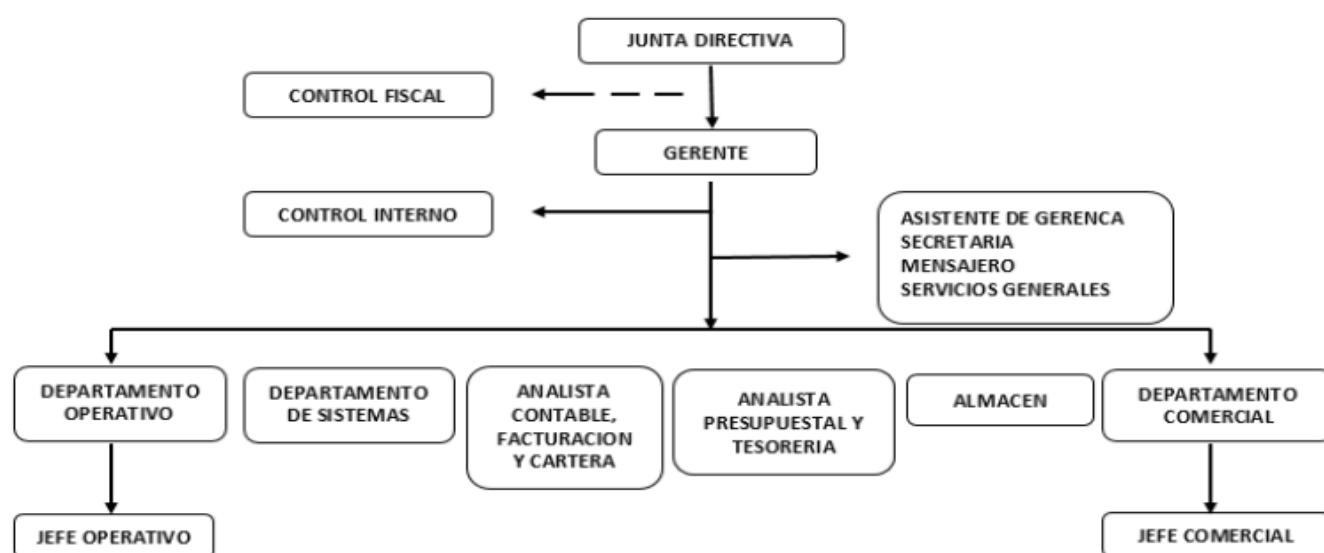 JUNTA DIRECTIVA
CONTROL FISCAL
GERENTE
CONTROL INTERNO
ASISTENTE DE GERENCA
SECRETARIA
MENSAJERO
SERVICIOS GENERALES
DEPARTAMENTO
OPERATIVO
DEPARTAMENTO
DE SISTEMAS
ANALISTA
CONTABLE,
FACTURACION
Y CARTERA
ANALISTA
PRESUPUESTAL Y
TESORERIA
ALMACEN
DEPARTAMENTO
COMERCIAL
JEFE OPERATIVO
JEFE COMERCIAL